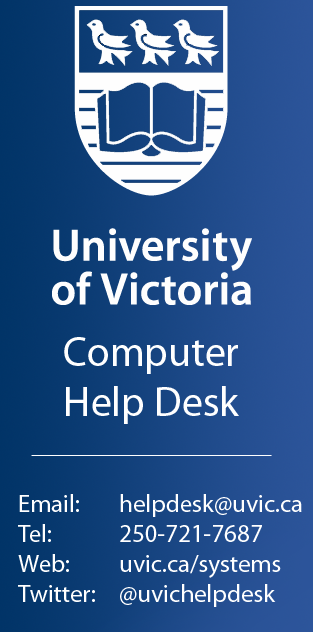 University
of Victoria
Computer
Help Desk
Email: helpdesk@uvic.ca
Tel: 250-721-7687
Web: uvic.ca/systems
Twitter: @uvichelpdesk